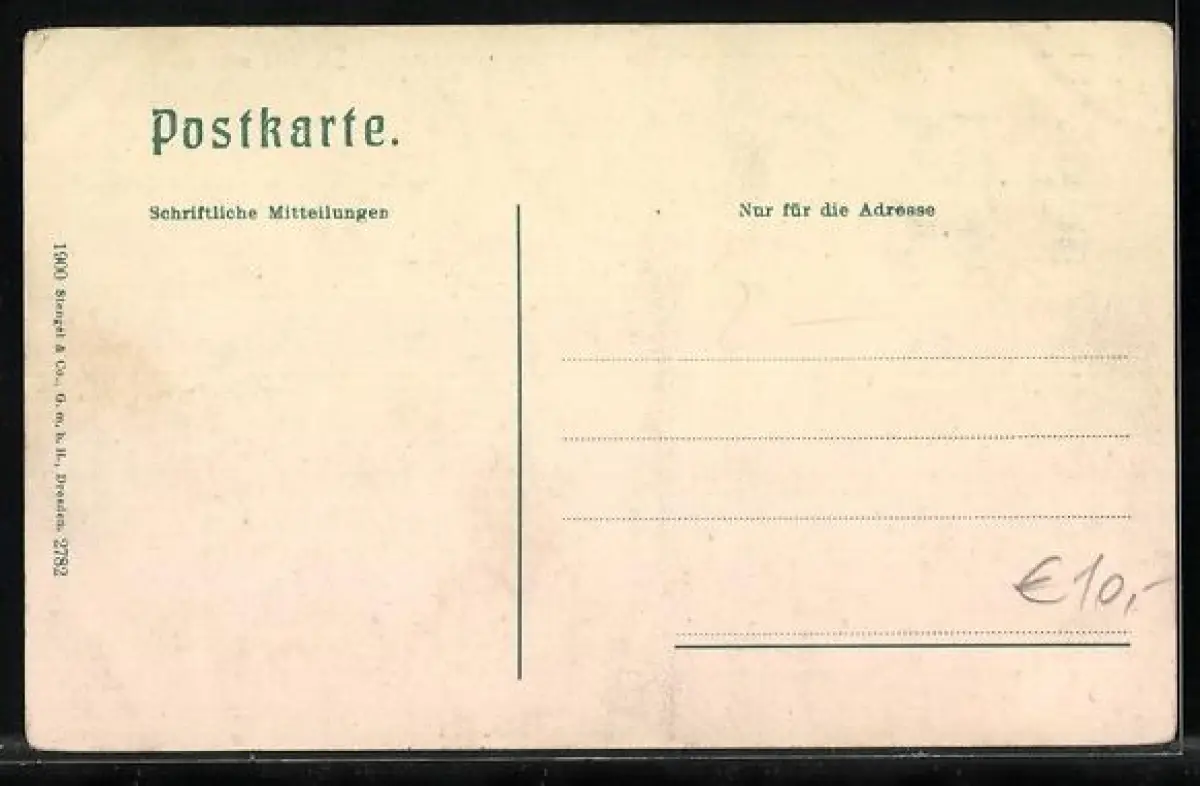 Postkarte.
Schriftliche Mitteilungen
Nur für die Adresse
1900 Stengel & Co., G. m. b. H., Dresden. 2782
€ 10,-